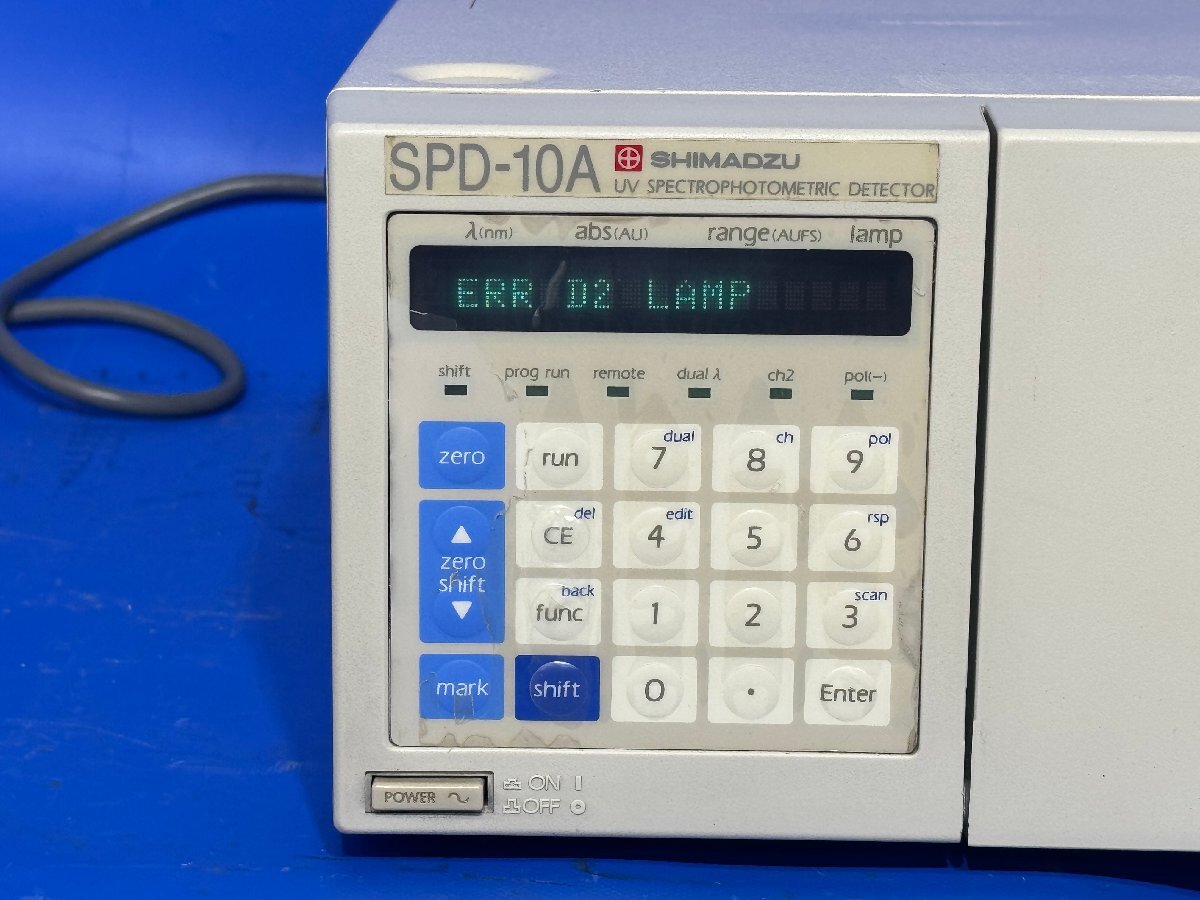 SPD-10A SHIMADZU
UV SPECTROPHOTOMETRIC DETECTOR
λ(nm) abs(AU) range(AUFS) lamp
ERR D2 LAMP
shift prog run remote dual λ ch2 pol(-)
zero run 7 dual 8 ch 9 pol
CE del 4 edit 5 6 rsp
▲ zero shift ▼
func back 1 2 3 scan
mark shift 0 . Enter
POWER ON I
OFF